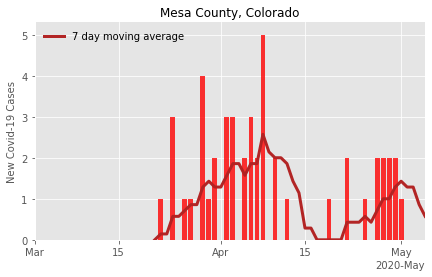 Mesa County, Colorado
7 day moving average
New Covid-19 Cases
5
4
3
2
1
0
Mar
15
Apr
15
May
2020-May